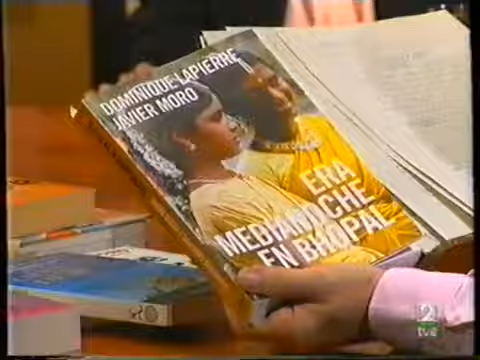 DOMINIQUE LAPIERRE
JAVIER MORO
ERA
MEDIANOCHE
EN BHOPAL
2
tve